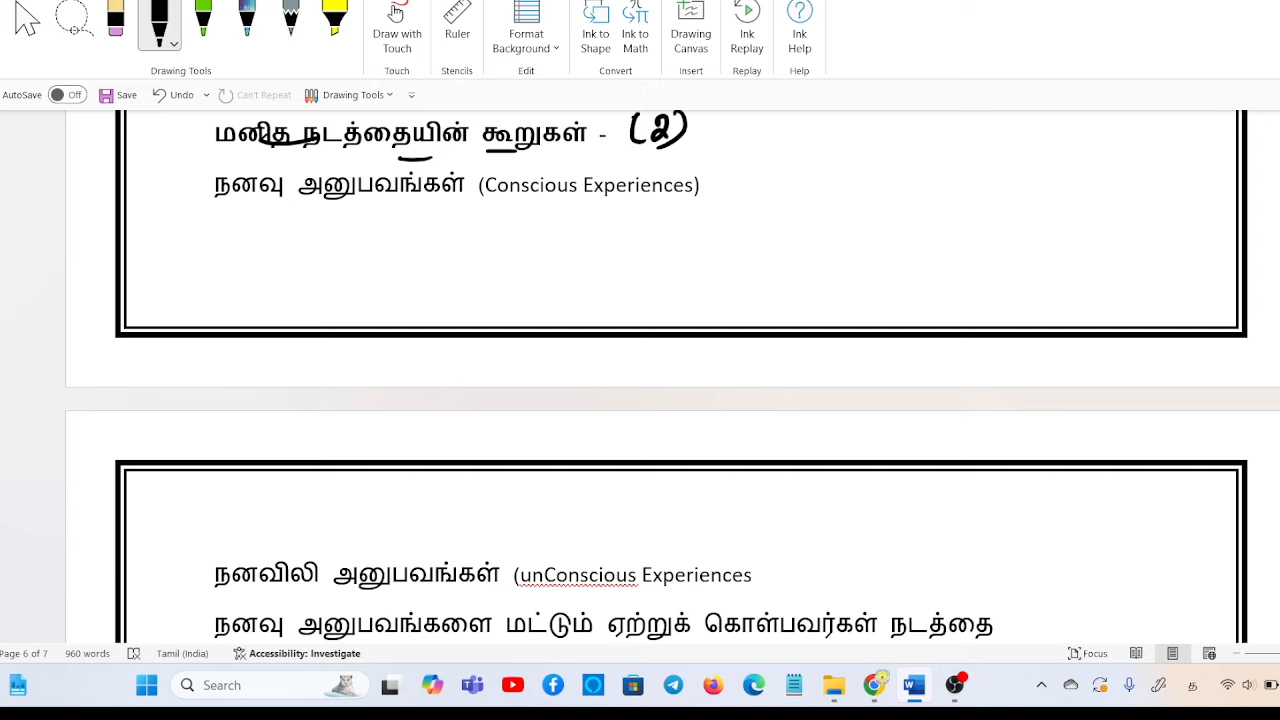 Draw with Touch
Ruler
Format Background
Ink to Shape
Ink to Math
Drawing Canvas
Ink Replay
Ink Help
Drawing Tools
Touch
Stencils
Edit
Convert
Insert
Replay
Help
AutoSave Off Save Undo Can't Repeat Drawing Tools
மனித நடத்தையின் கூறுகள் - (2)
நனவு அனுபவங்கள் (Conscious Experiences)
நனவிலி அனுபவங்கள் (unConscious Experiences
நனவு அனுபவங்களை மட்டும் ஏற்றுக் கொள்பவர்கள் நடத்தை
Page 6 of 7 960 words Tamil (India) Accessibility: Investigate Focus
Search